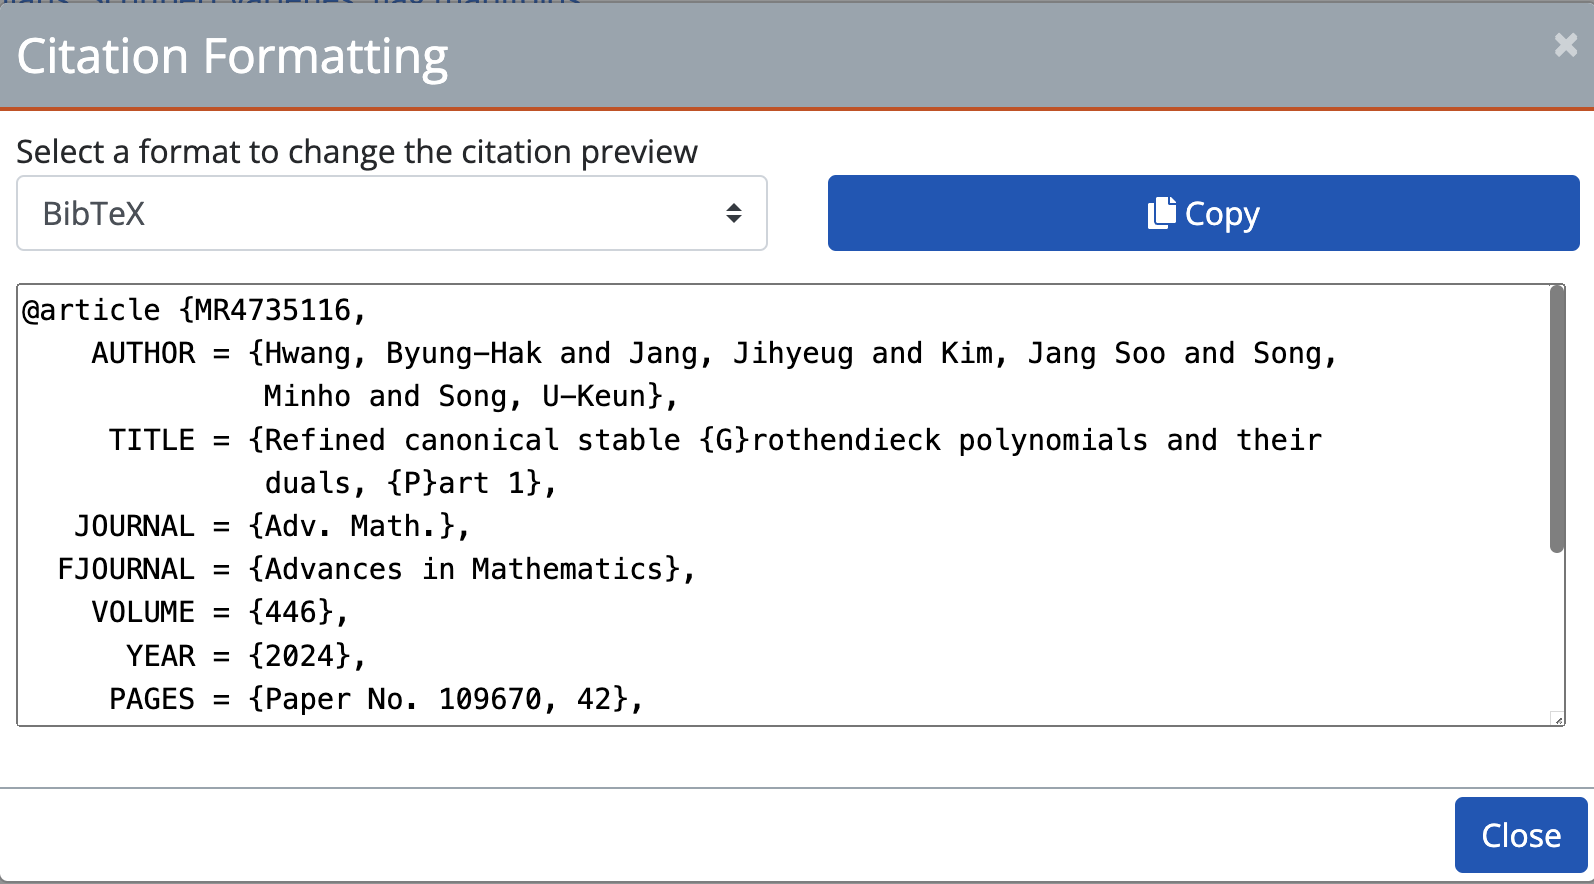 Citation Formatting
×
Select a format to change the citation preview
BibTeX
Copy
@article {MR4735116,
    AUTHOR = {Hwang, Byung-Hak and Jang, Jihyeug and Kim, Jang Soo and Song,
              Minho and Song, U-Keun},
     TITLE = {Refined canonical stable {G}rothendieck polynomials and their
              duals, {P}art 1},
   JOURNAL = {Adv. Math.},
  FJOURNAL = {Advances in Mathematics},
    VOLUME = {446},
      YEAR = {2024},
     PAGES = {Paper No. 109670, 42},
Close